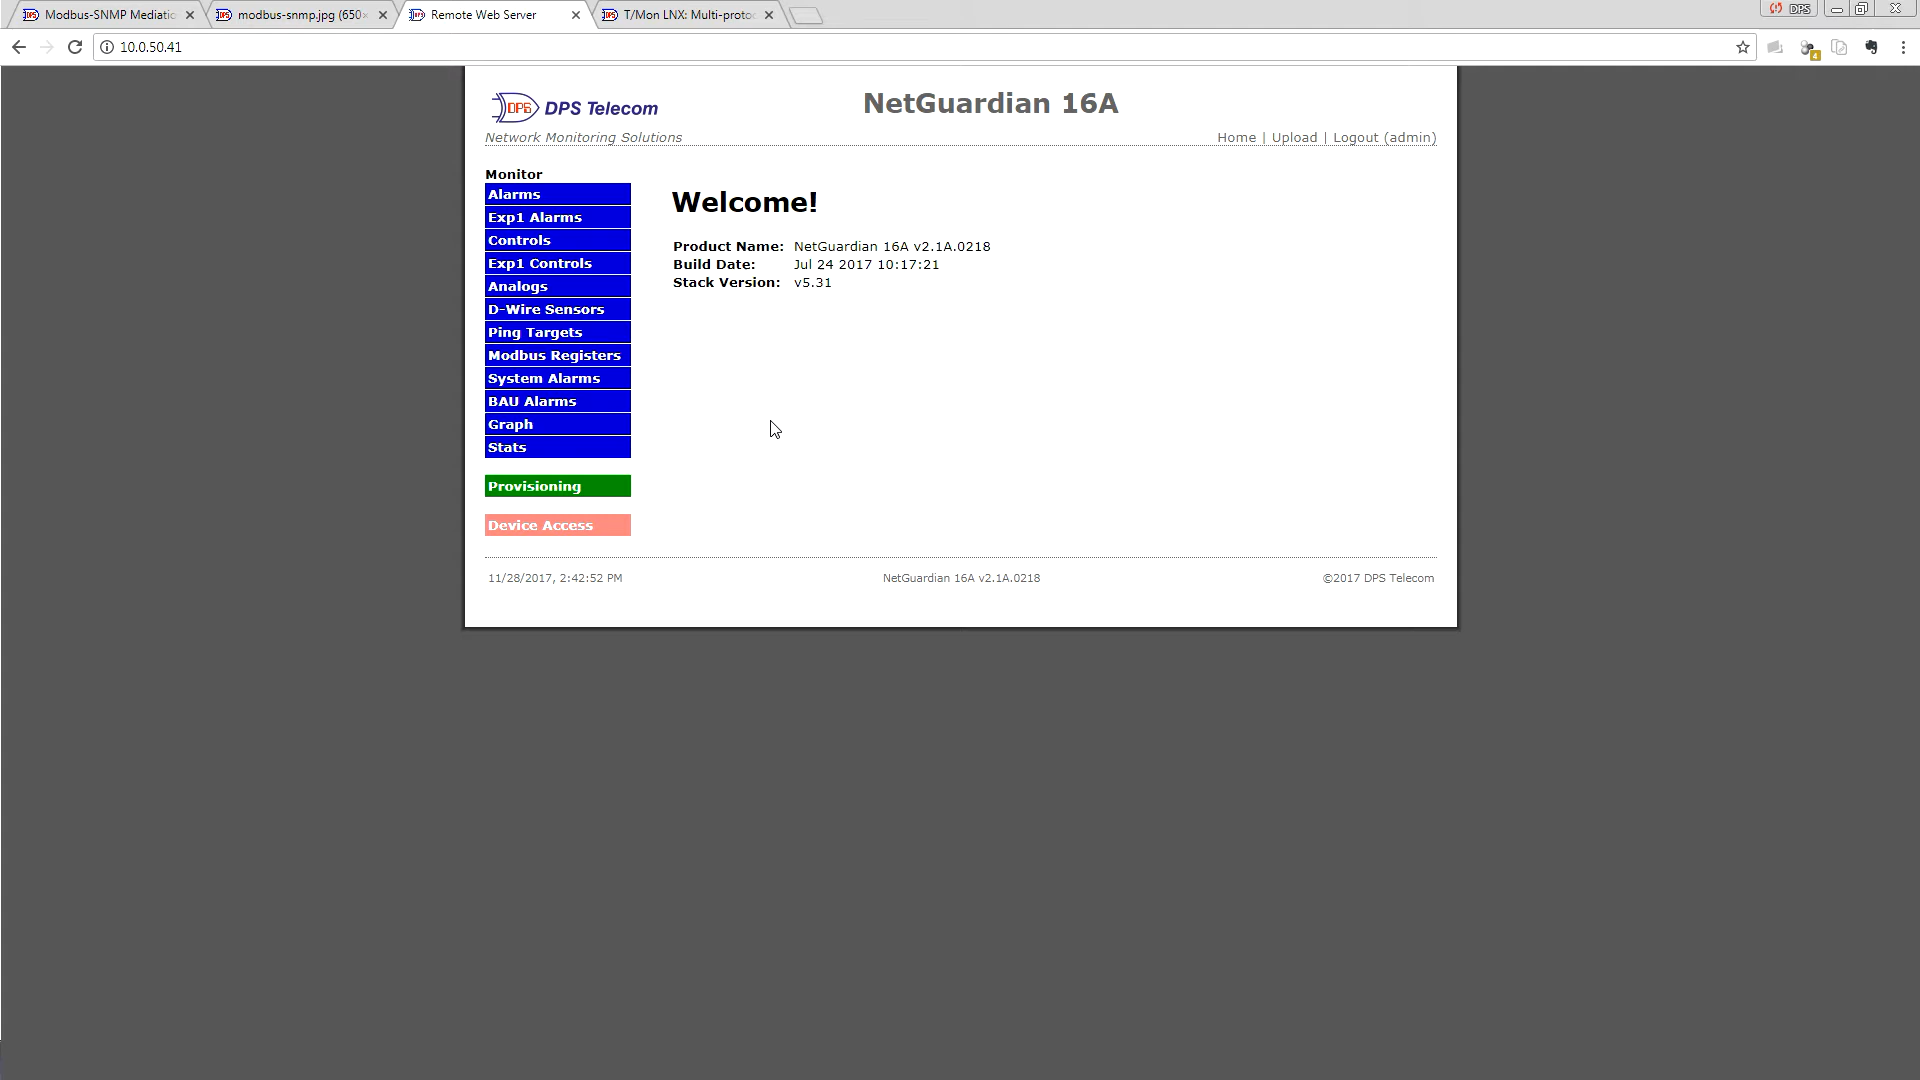 Modbus-SNMP Mediatic
modbus-snmp.jpg (650×
Remote Web Server
T/Mon LNX: Multi-proto
DPS
10.0.50.41
4
DPS DPS Telecom
NetGuardian 16A
Network Monitoring Solutions
Home | Upload | Logout (admin)
Monitor
Alarms
Exp1 Alarms
Controls
Exp1 Controls
Analogs
D-Wire Sensors
Ping Targets
Modbus Registers
System Alarms
BAU Alarms
Graph
Stats
Provisioning
Device Access
Welcome!
Product Name: NetGuardian 16A v2.1A.0218
Build Date: Jul 24 2017 10:17:21
Stack Version: v5.31
11/28/2017, 2:42:52 PM
NetGuardian 16A v2.1A.0218
©2017 DPS Telecom